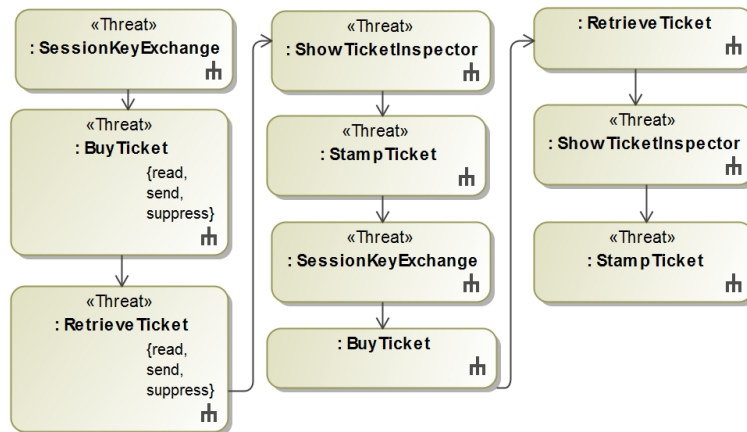 «Threat»
: SessionKeyExchange
«Threat»
: BuyTicket
{read,
send,
suppress}
«Threat»
: RetrieveTicket
{read,
send,
suppress}
«Threat»
: ShowTicketInspector
«Threat»
: StampTicket
«Threat»
: SessionKeyExchange
: BuyTicket
: RetrieveTicket
«Threat»
: ShowTicketInspector
«Threat»
: StampTicket